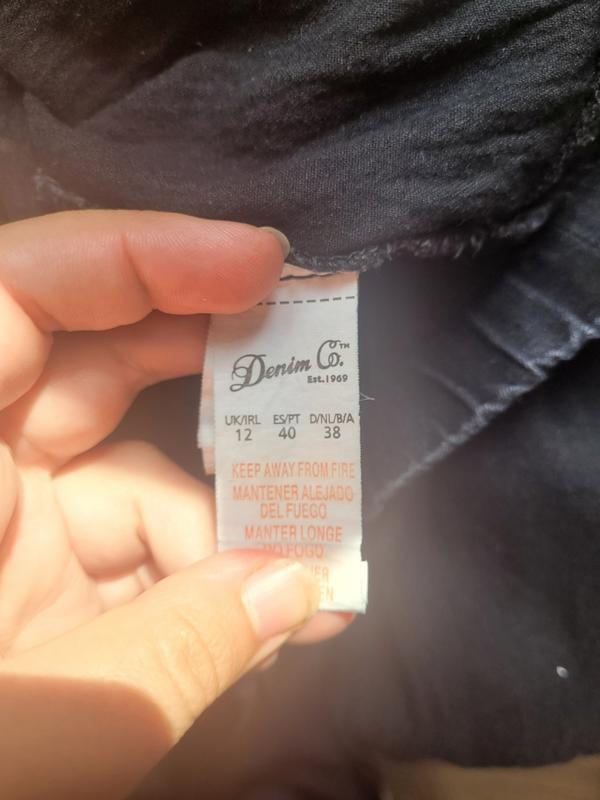 Denim Co.™
Est.1969
UK/IRL ES/PT D/NL/B/A
12 40 38
KEEP AWAY FROM FIRE
MANTENER ALEJADO
DEL FUEGO
MANTER LONGE
DO FOGO